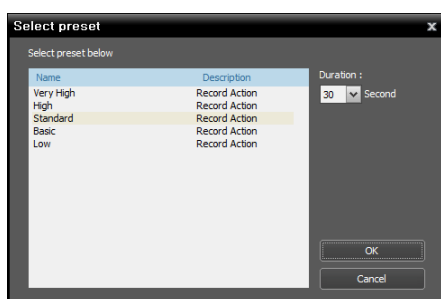 Select preset
x
Select preset below
Name Description
Very High Record Action
High Record Action
Standard Record Action
Basic Record Action
Low Record Action
Duration :
30 Second
OK
Cancel